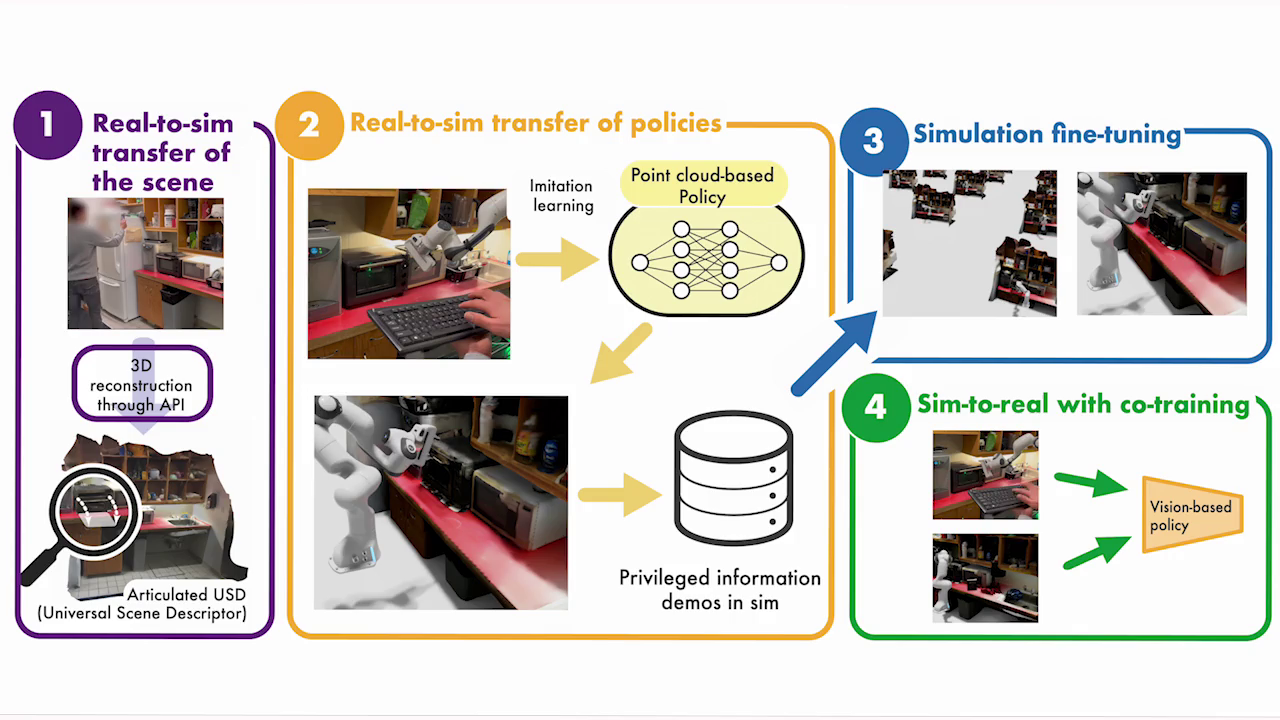 1
Real-to-sim
transfer of
the scene
3D
reconstruction
through API
Articulated USD
(Universal Scene Descriptor)
2
Real-to-sim transfer of policies
Imitation
learning
Point cloud-based
Policy
Privileged information
demos in sim
3
Simulation fine-tuning
4
Sim-to-real with co-training
Vision-based
policy